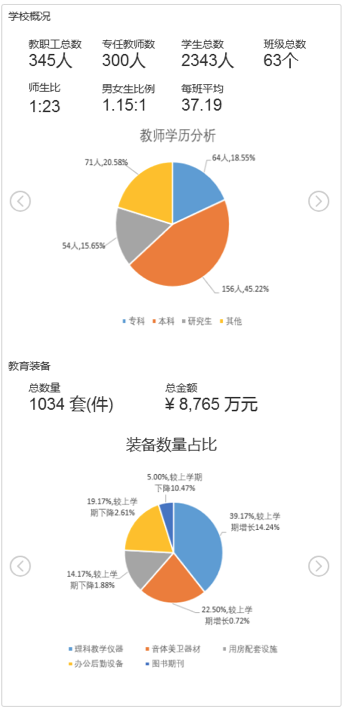 学校概况
教职工总数 专任教师数 学生总数 班级总数
345人 300人 2343人 63个
师生比 男女生比例 每班平均
1:23 1.15:1 37.19
教师学历分析
71人,20.58% 64人,18.55%
54人,15.65%
156人,45.22%
专科 本科 研究生 其他
教育装备
总数量 总金额
1034 套(件) ¥ 8,765 万元
装备数量占比
5.00%,较上学期
下降10.47%
19.17%,较上学
期下降2.61%
39.17%,较上学
期增长14.24%
14.17%,较上学
期下降1.88%
22.50%,较上学
期增长0.72%
理科教学仪器 音体美卫器材 用房配套设施
办公后勤设备 图书期刊